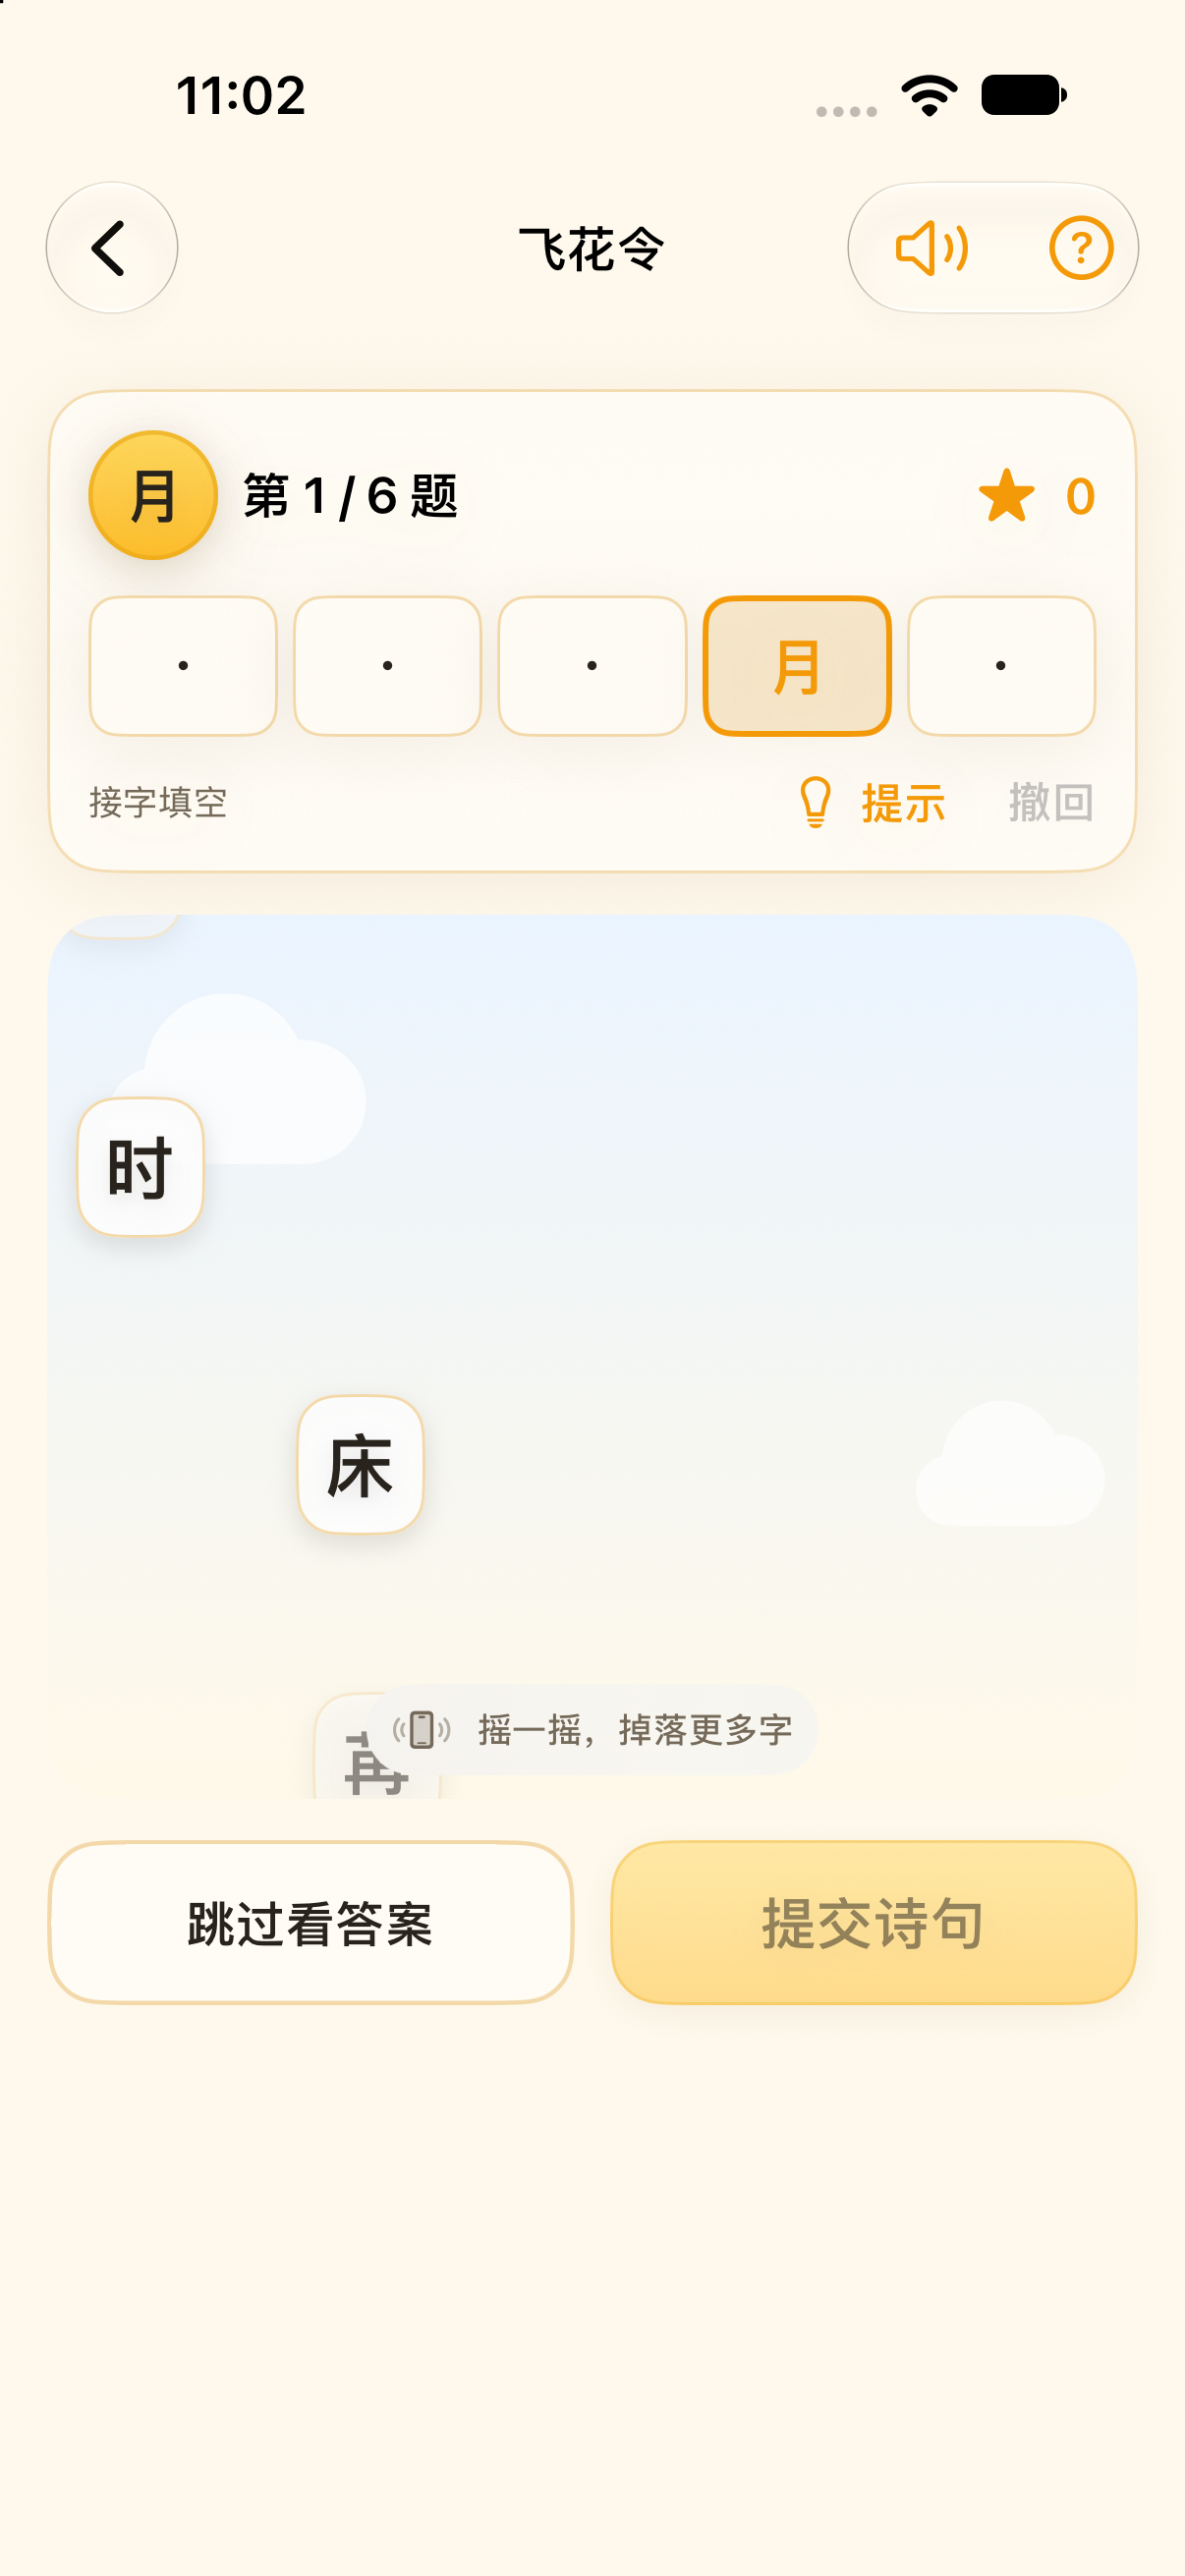 11:02
飞花令
月 第 1 / 6 题 0
· · · 月 ·
接字填空 提示 撤回
时
床
摇一摇，掉落更多字
跳过看答案 提交诗句